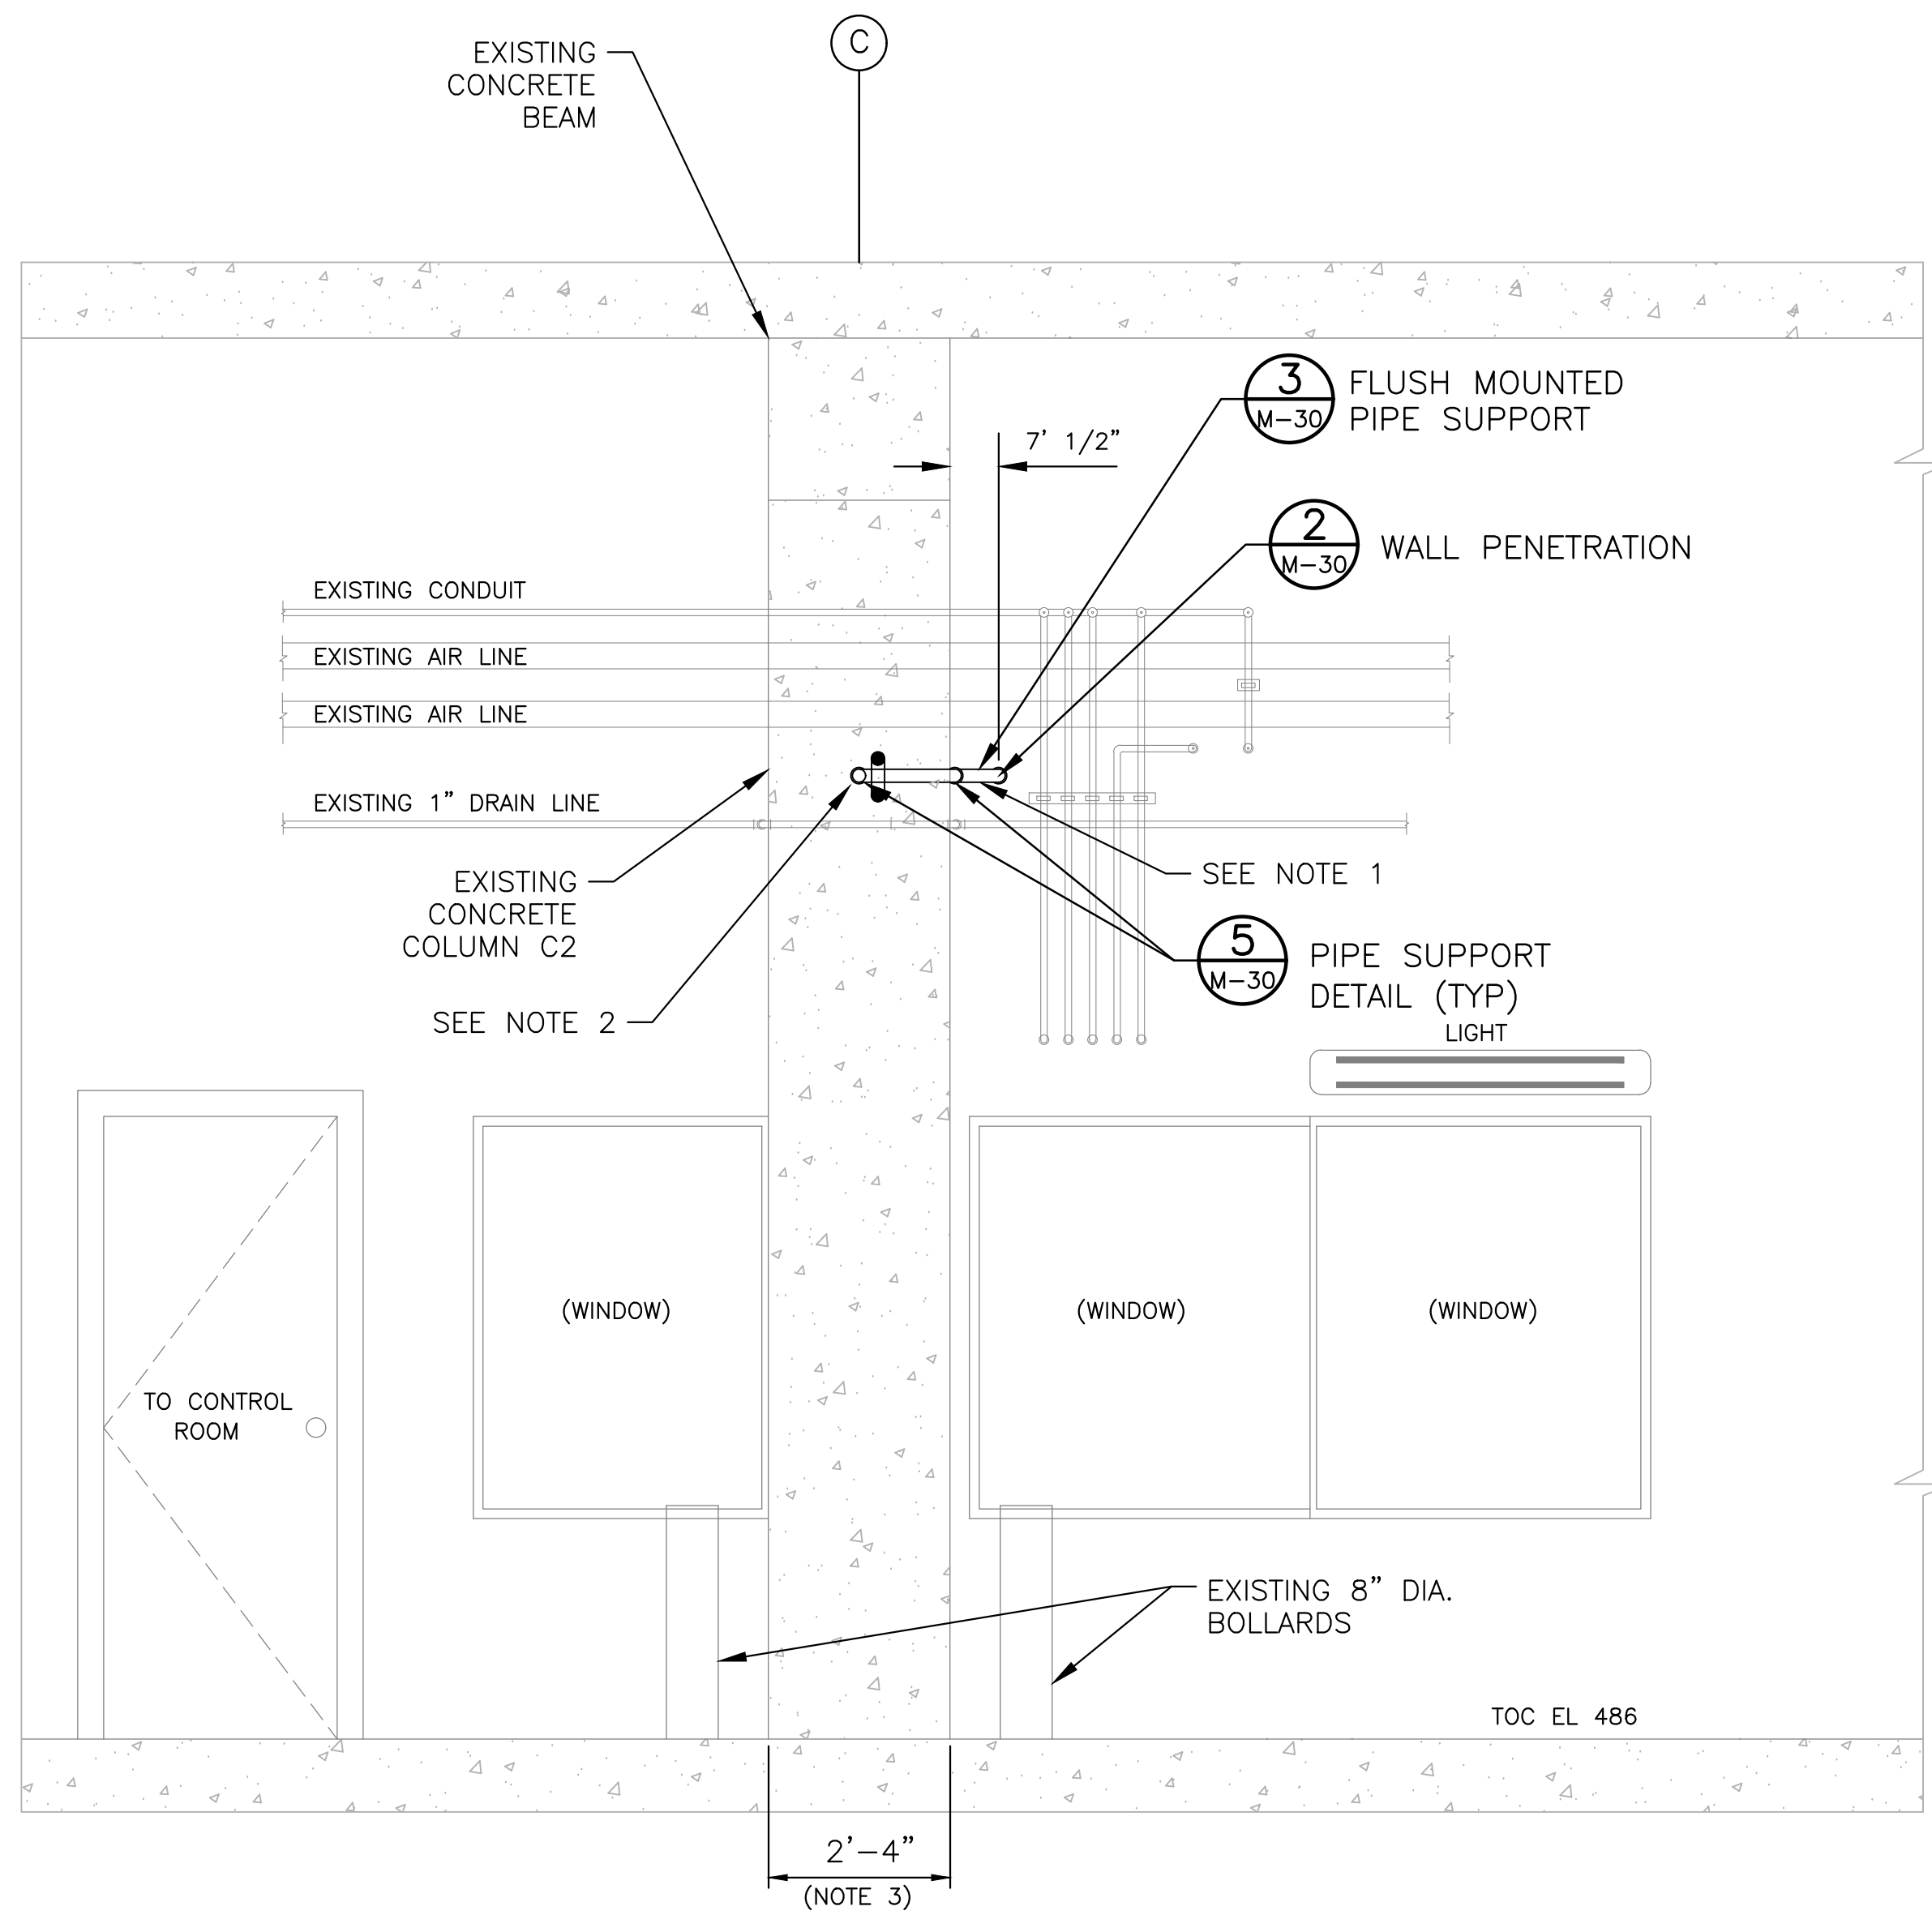 C
EXISTING
CONCRETE
BEAM
3
M-30
FLUSH MOUNTED
PIPE SUPPORT
7' 1/2"
2
M-30
WALL PENETRATION
EXISTING CONDUIT
EXISTING AIR LINE
EXISTING AIR LINE
EXISTING 1" DRAIN LINE
EXISTING
CONCRETE
COLUMN C2
SEE NOTE 1
5
M-30
PIPE SUPPORT
DETAIL (TYP)
SEE NOTE 2
LIGHT
(WINDOW)
(WINDOW)
(WINDOW)
TO CONTROL
ROOM
EXISTING 8" DIA.
BOLLARDS
TOC EL 486
2'-4"
(NOTE 3)